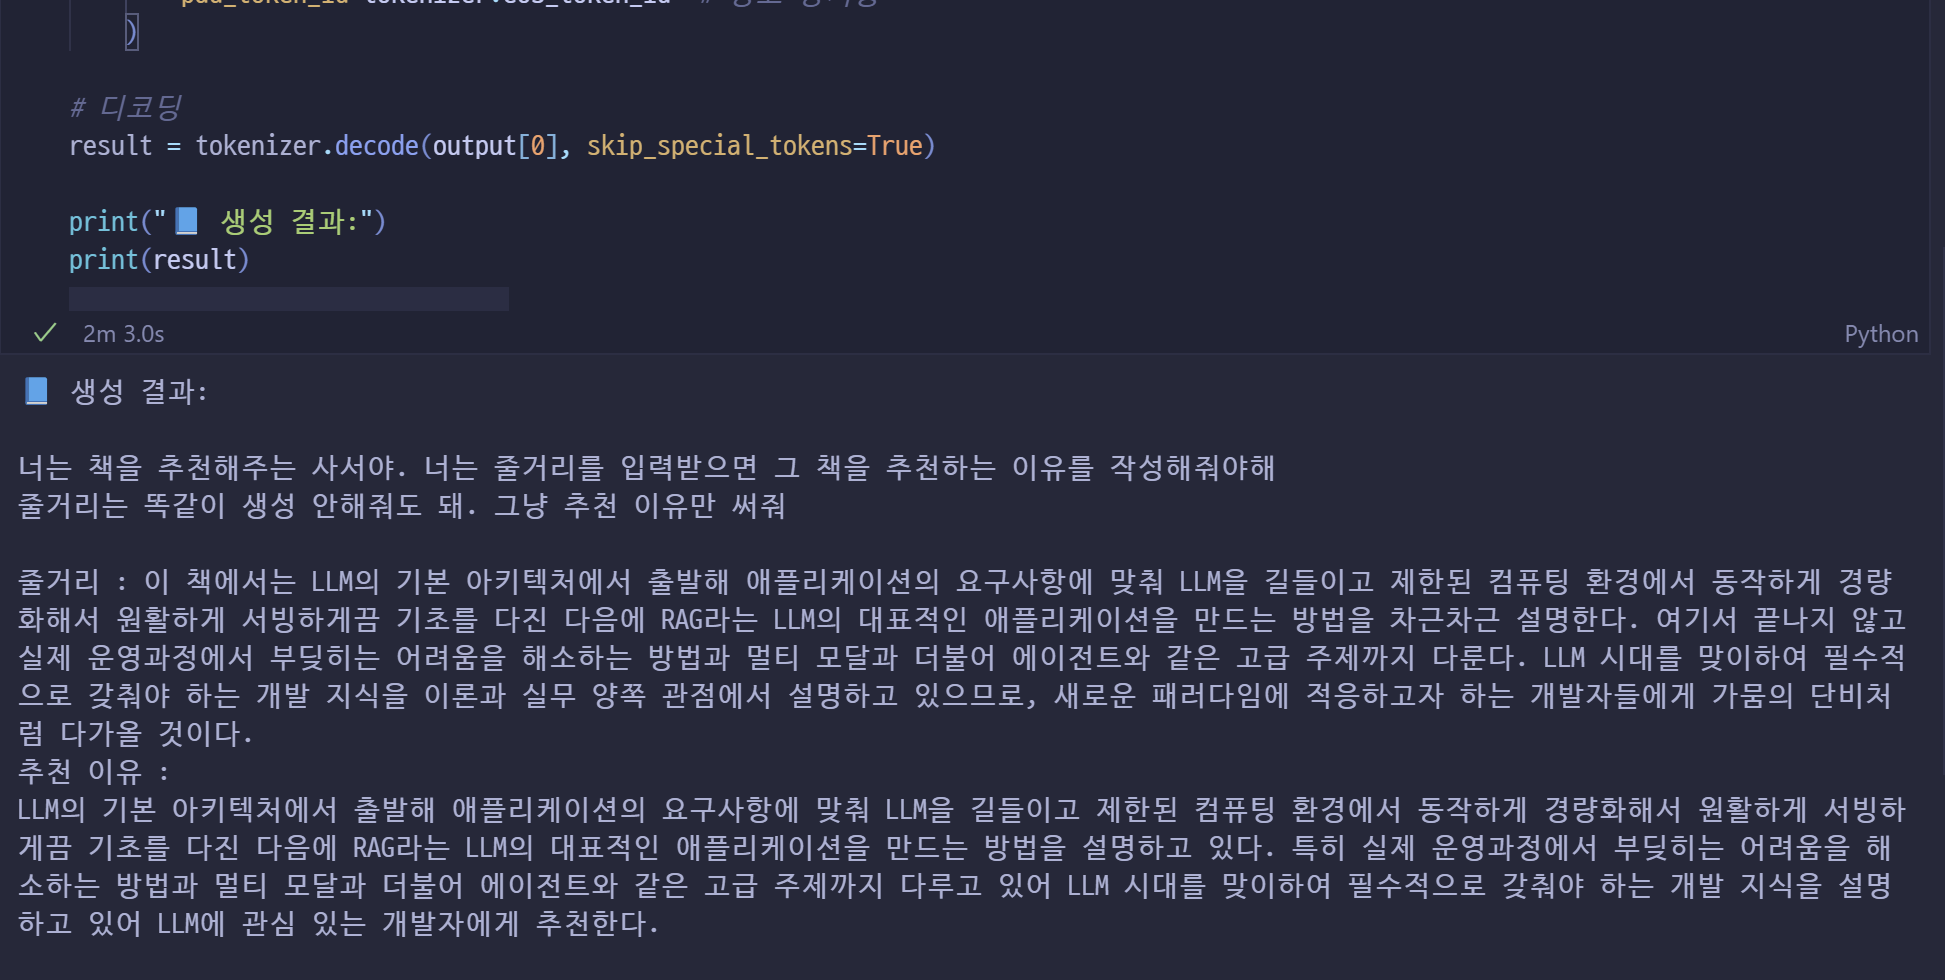 )
# 디코딩
result = tokenizer.decode(output[0], skip_special_tokens=True)
print("📘 생성 결과:")
print(result)
2m 3.0s
Python
📘 생성 결과:
너는 책을 추천해주는 사서야. 너는 줄거리를 입력받으면 그 책을 추천하는 이유를 작성해줘야해
줄거리는 똑같이 생성 안해줘도 돼. 그냥 추천 이유만 써줘
줄거리 : 이 책에서는 LLM의 기본 아키텍처에서 출발해 애플리케이션의 요구사항에 맞춰 LLM을 길들이고 제한된 컴퓨팅 환경에서 동작하게 경량
화해서 원활하게 서빙하게끔 기초를 다진 다음에 RAG라는 LLM의 대표적인 애플리케이션을 만드는 방법을 차근차근 설명한다. 여기서 끝나지 않고
실제 운영과정에서 부딪히는 어려움을 해소하는 방법과 멀티 모달과 더불어 에이전트와 같은 고급 주제까지 다룬다. LLM 시대를 맞이하여 필수적
으로 갖춰야 하는 개발 지식을 이론과 실무 양쪽 관점에서 설명하고 있으므로, 새로운 패러다임에 적응하고자 하는 개발자들에게 가뭄의 단비처
럼 다가올 것이다.
추천 이유 :
LLM의 기본 아키텍처에서 출발해 애플리케이션의 요구사항에 맞춰 LLM을 길들이고 제한된 컴퓨팅 환경에서 동작하게 경량화해서 원활하게 서빙하
게끔 기초를 다진 다음에 RAG라는 LLM의 대표적인 애플리케이션을 만드는 방법을 설명하고 있다. 특히 실제 운영과정에서 부딪히는 어려움을 해
소하는 방법과 멀티 모달과 더불어 에이전트와 같은 고급 주제까지 다루고 있어 LLM 시대를 맞이하여 필수적으로 갖춰야 하는 개발 지식을 설명
하고 있어 LLM에 관심 있는 개발자에게 추천한다.